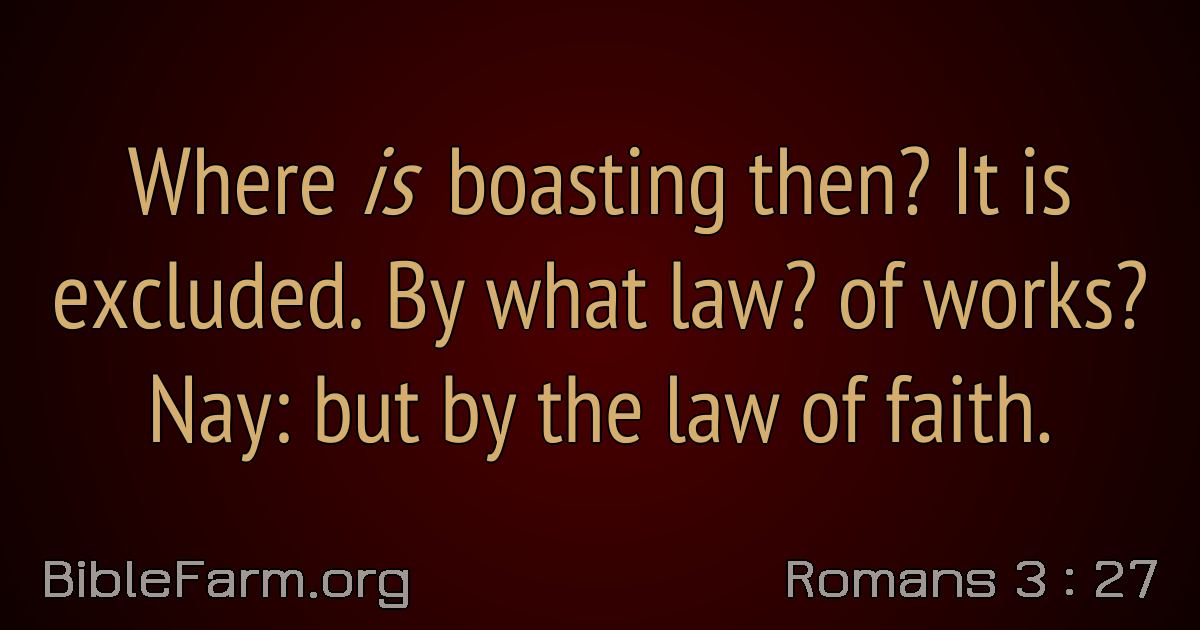 Where is boasting then? It is
excluded. By what law? of works?
Nay: but by the law of faith.
BibleFarm.org
Romans 3 : 27